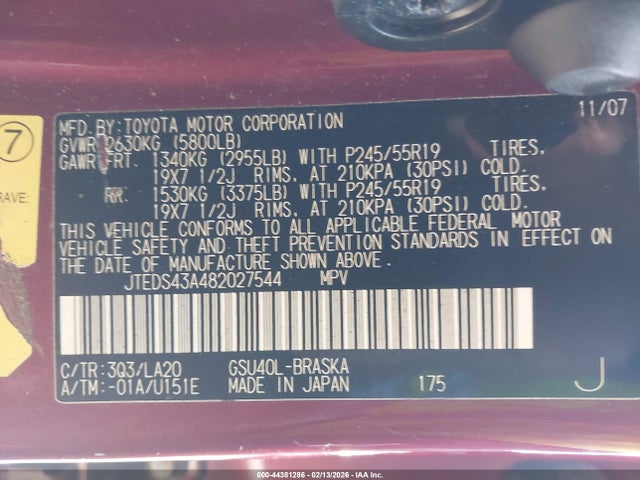 11/07
MFD. BY: TOYOTA MOTOR CORPORATION
GVWR 2630KG (5800LB)
GAWR FRT. 1340KG (2955LB) WITH P245/55R19 TIRES.
19X7 1/2J RIMS, AT 210KPA (30PSI) COLD.
RR. 1530KG (3375LB) WITH P245/55R19 TIRES.
19X7 1/2J RIMS, AT 210KPA (30PSI) COLD.
THIS VEHICLE CONFORMS TO ALL APPLICABLE FEDERAL MOTOR
VEHICLE SAFETY AND THEFT PREVENTION STANDARDS IN EFFECT ON
THE DATE OF MANUFACTURE SHOWN ABOVE.
JTEDS43A482027544 MPV
C/TR: 3Q3/LA20 GSU40L-BRASKA
A/TM: -01A/U151E MADE IN JAPAN 175 J
7
RAVE:
000-44381286 - 02/13/2026 - IAA Inc.